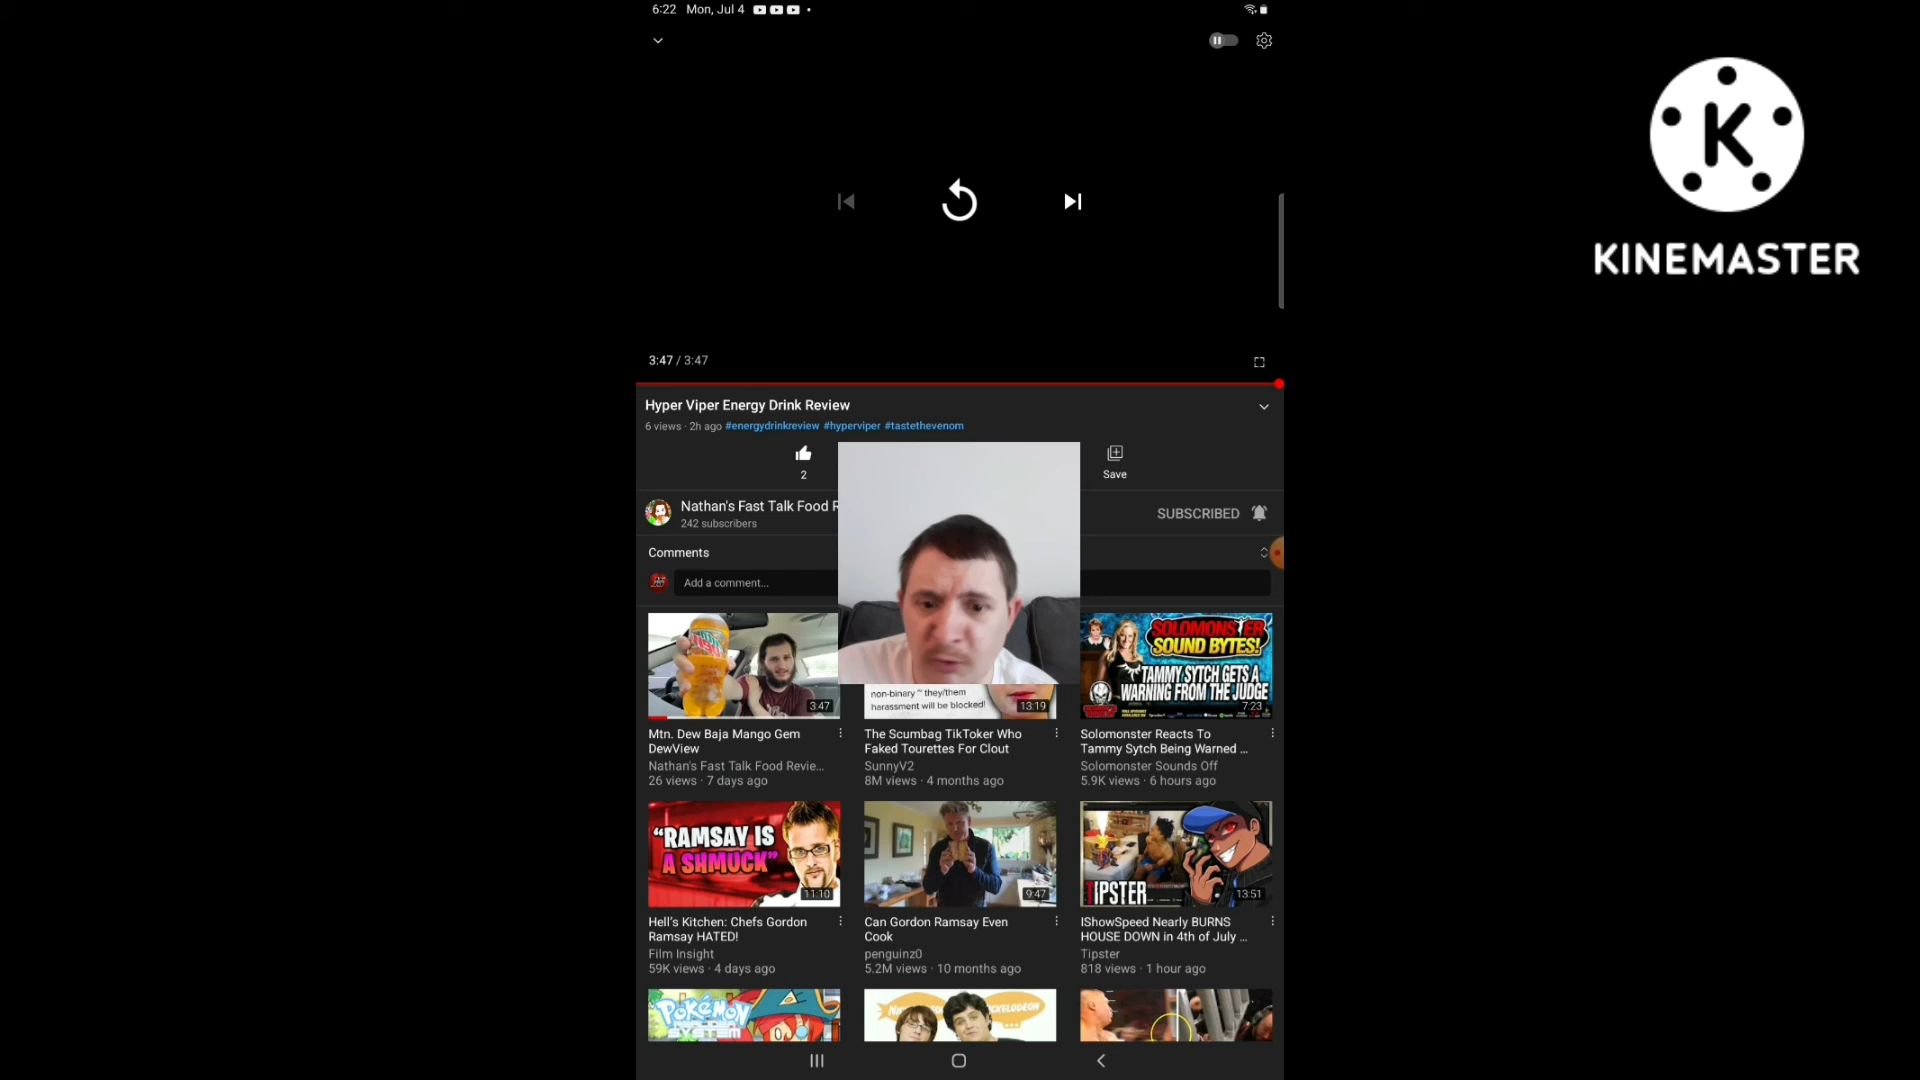 6:22 Mon, Jul 4
K
KINEMASTER
3:47 / 3:47
Hyper Viper Energy Drink Review
6 views · 2h ago #energydrinkreview #hyperviper #tastethevenom
2
Save
Nathan's Fast Talk Food R
242 subscribers
SUBSCRIBED
Comments
Add a comment...
3:47
non-binary ~ they/them
harassment will be blocked!
13:19
SOLOMONSTER
SOUND BYTES!
TAMMY SYTCH GETS A
WARNING FROM THE JUDGE
7:23
Mtn. Dew Baja Mango Gem
DewView
Nathan's Fast Talk Food Revie...
26 views · 7 days ago
The Scumbag TikToker Who
Faked Tourettes For Clout
SunnyV2
8M views · 4 months ago
Solomonster Reacts To
Tammy Sytch Being Warned ...
Solomonster Sounds Off
5.9K views · 6 hours ago
"RAMSAY IS
A SHMUCK"
11:10
9:47
TIPSTER
13:51
Hell's Kitchen: Chefs Gordon
Ramsay HATED!
Film Insight
59K views · 4 days ago
Can Gordon Ramsay Even
Cook
penguinz0
5.2M views · 10 months ago
IShowSpeed Nearly BURNS
HOUSE DOWN in 4th of July ...
Tipster
818 views · 1 hour ago
POKéMON
SYSTEM
NICKELODEON